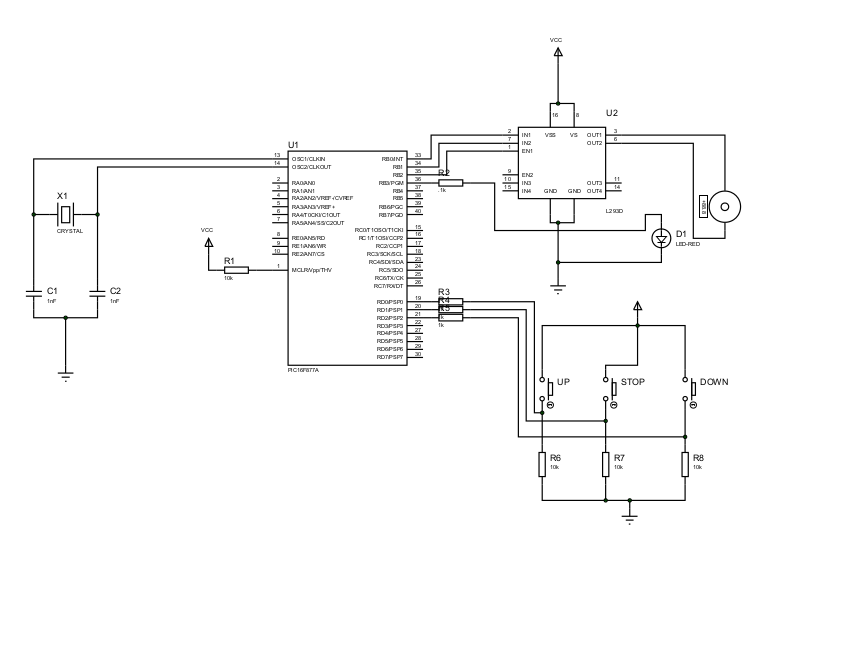 VCC
U2
16
8
VSS
VS
2
IN1
OUT1
3
7
IN2
OUT2
6
1
EN1
9
EN2
10
IN3
OUT3
11
15
IN4
OUT4
14
GND
GND
L293D
U1
13
OSC1/CLKIN
RB0/INT
33
14
OSC2/CLKOUT
RB1
34
RB2
35
2
RA0/AN0
RB3/PGM
36
3
RA1/AN1
RB4
37
4
RA2/AN2/VREF-/CVREF
RB5
38
5
RA3/AN3/VREF+
RB6/PGC
39
6
RA4/T0CKI/C1OUT
RB7/PGD
40
7
RA5/AN4/SS/C2OUT
RC0/T1OSO/T1CKI
15
8
RE0/AN5/RD
RC1/T1OSI/CCP2
16
9
RE1/AN6/WR
RC2/CCP1
17
10
RE2/AN7/CS
RC3/SCK/SCL
18
RC4/SDI/SDA
23
1
MCLR/Vpp/THV
RC5/SDO
24
RC6/TX/CK
25
RC7/RX/DT
26
RD0/PSP0
19
RD1/PSP1
20
RD2/PSP2
21
RD3/PSP3
22
RD4/PSP4
27
RD5/PSP5
28
RD6/PSP6
29
RD7/PSP7
30
PIC16F877A
X1
CRYSTAL
C1
1nF
C2
1nF
VCC
R1
10k
R2
1k
D1
LED-RED
R3
R4
R5
1k
UP
STOP
DOWN
R6
10k
R7
10k
R8
10k